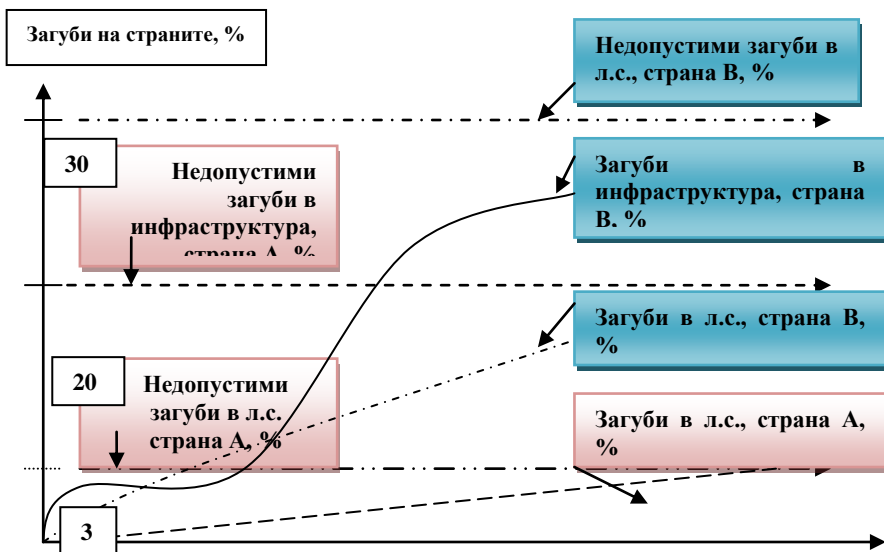 Загуби на страните, %
Недопустими загуби в
л.с., страна В, %
30
Недопустими
загуби в
инфраструктура,
страна А, %
Загуби в
инфраструктура, страна
В, %
Загуби в л.с., страна В,
%
20
Недопустими
загуби в л.с.
страна А, %
Загуби в л.с., страна А,
%
3